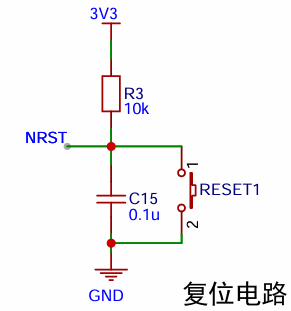 3V3
R3
10k
NRST
1
C15
0.1u
RESET1
2
GND
复位电路